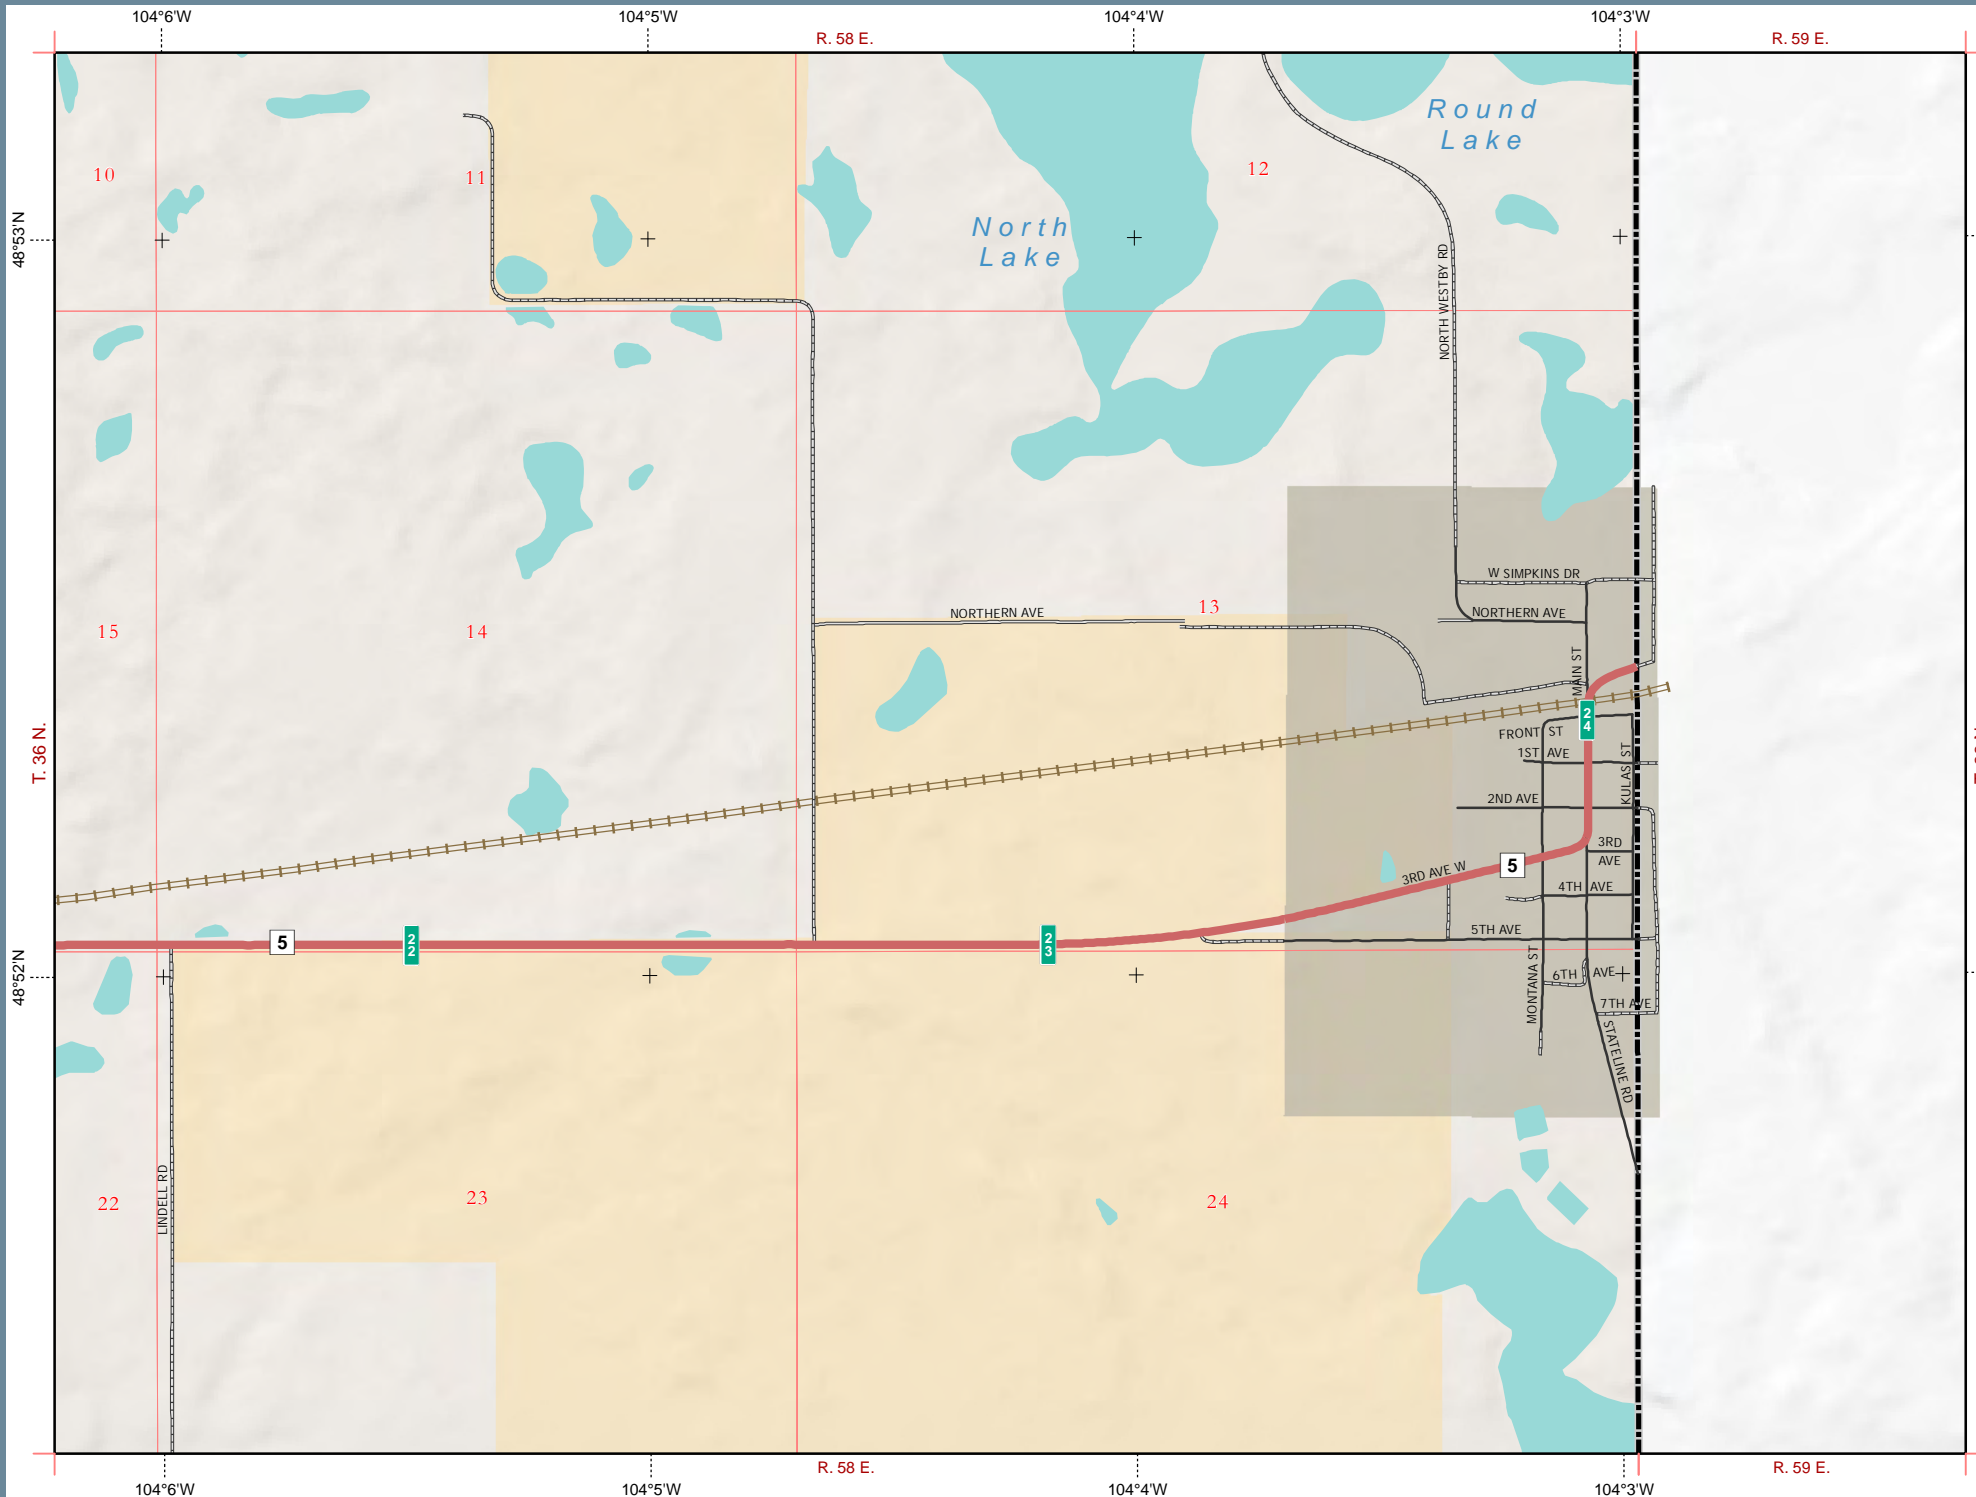 104°6'W
104°5'W
104°4'W
104°3'W
R. 58 E.
R. 59 E.
Round
Lake
10
11
12
North
Lake
48°53'N
NORTH WESTBY RD
W SIMPKINS DR
NORTHERN AVE
13
NORTHERN AVE
15
14
MAIN ST
T. 36 N.
24
FRONT ST
1ST AVE
KULAS ST
2ND AVE
3RD
AVE
3RD AVE W
5
4TH AVE
5TH AVE
5
22
23
48°52'N
MONTANA ST
6TH AVE
7TH AVE
STATELINE RD
LINDELL RD
22
23
24
R. 58 E.
R. 59 E.
104°6'W
104°5'W
104°4'W
104°3'W